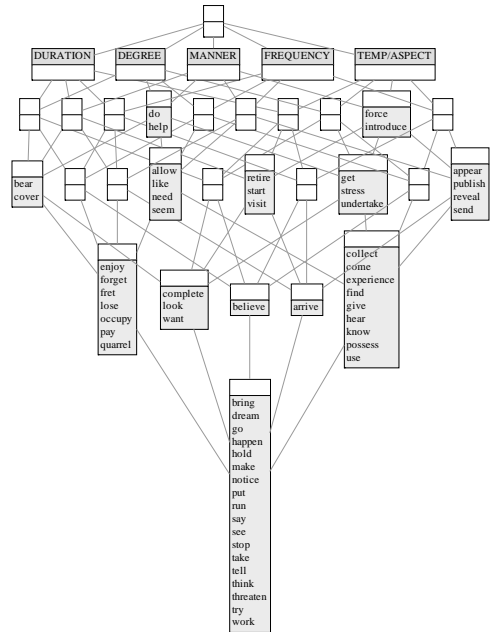 DURATION DEGREE MANNER FREQUENCY TEMP/ASPECT
do
help
force
introduce
bear
cover
allow
like
need
seem
retire
start
visit
get
stress
undertake
appear
publish
reveal
send
enjoy
forget
fret
lose
occupy
pay
quarrel
complete
look
want
believe
arrive
collect
come
experience
find
give
hear
know
possess
use
bring
dream
go
happen
hold
make
notice
put
run
say
see
stop
take
tell
think
threaten
try
work